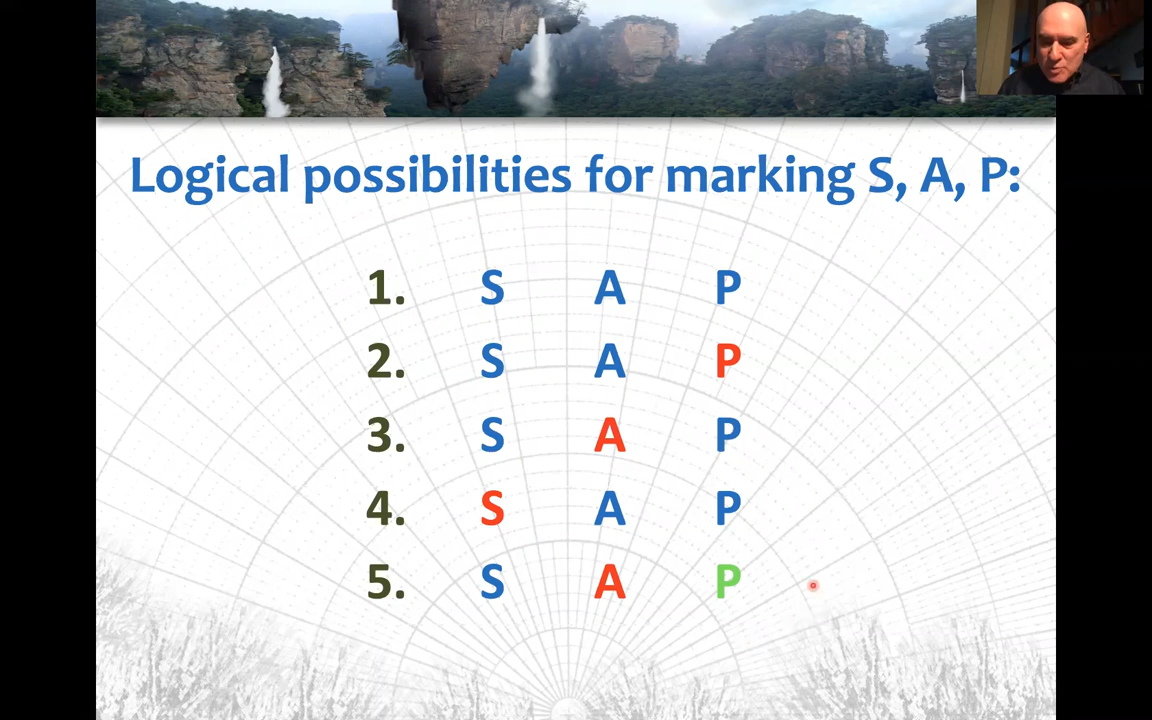 Logical possibilities for marking S, A, P:
1. S A P
2. S A P
3. S A P
4. S A P
5. S A P